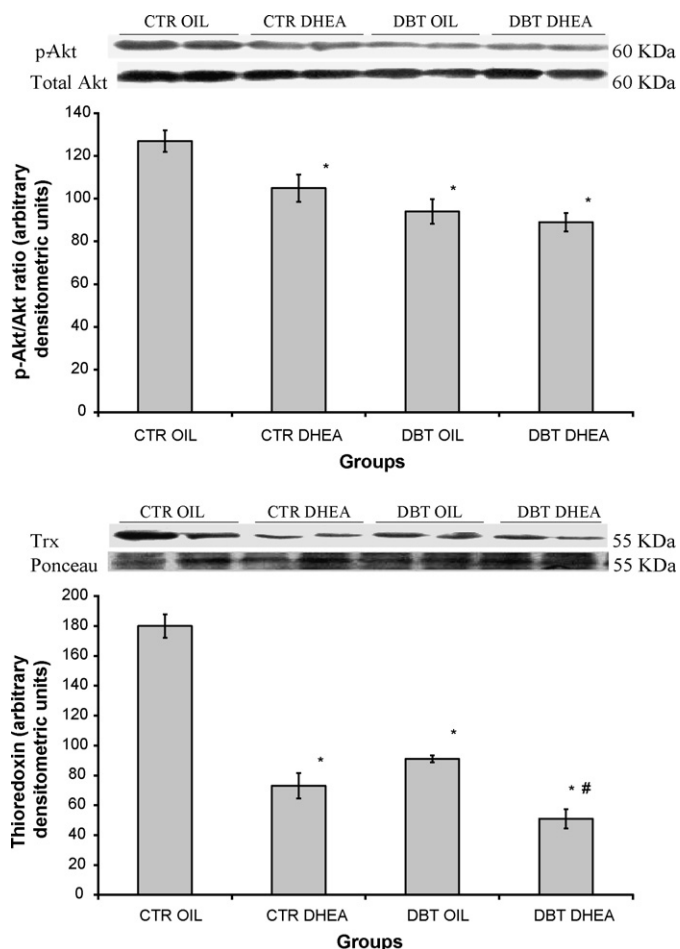 CTR OIL CTR DHEA DBT OIL DBT DHEA
p-Akt 60 KDa
Total Akt 60 KDa
p-Akt/Akt ratio (arbitrary
densitometric units)
140
120
100
80
60
40
20
0
* * *
CTR OIL CTR DHEA DBT OIL DBT DHEA
Groups
CTR OIL CTR DHEA DBT OIL DBT DHEA
Trx 55 KDa
Ponceau 55 KDa
Thioredoxin (arbitrary
densitometric units)
200
180
160
140
120
100
80
60
40
20
0
* * * #
CTR OIL CTR DHEA DBT OIL DBT DHEA
Groups